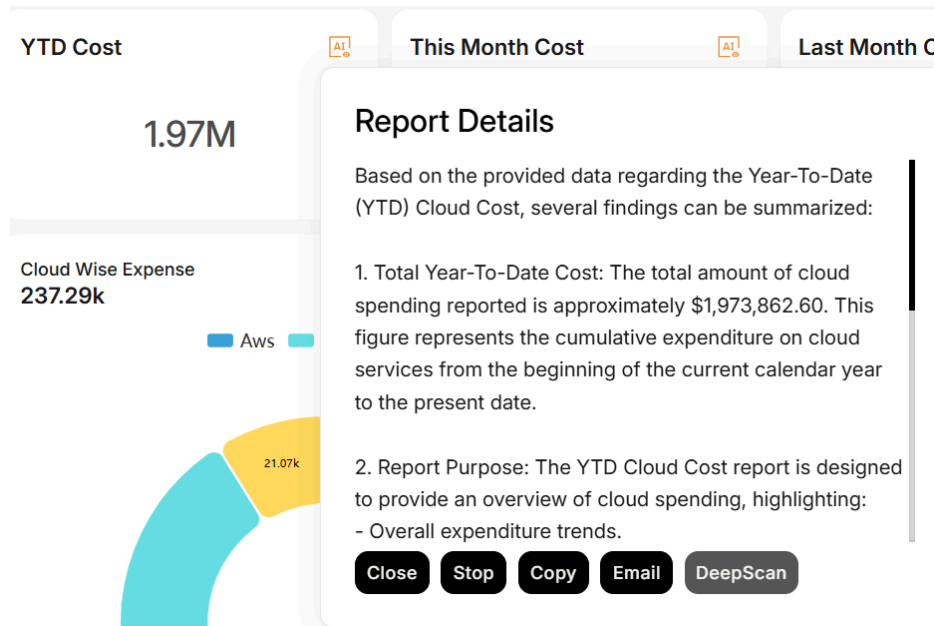 YTD Cost
AI
This Month Cost
AI
Last Month C
1.97M
Report Details
Based on the provided data regarding the Year-To-Date
(YTD) Cloud Cost, several findings can be summarized:
1. Total Year-To-Date Cost: The total amount of cloud
spending reported is approximately $1,973,862.60. This
figure represents the cumulative expenditure on cloud
services from the beginning of the current calendar year
to the present date.
2. Report Purpose: The YTD Cloud Cost report is designed
to provide an overview of cloud spending, highlighting:
- Overall expenditure trends.
Close Stop Copy Email DeepScan
Cloud Wise Expense
237.29k
Aws
21.07k